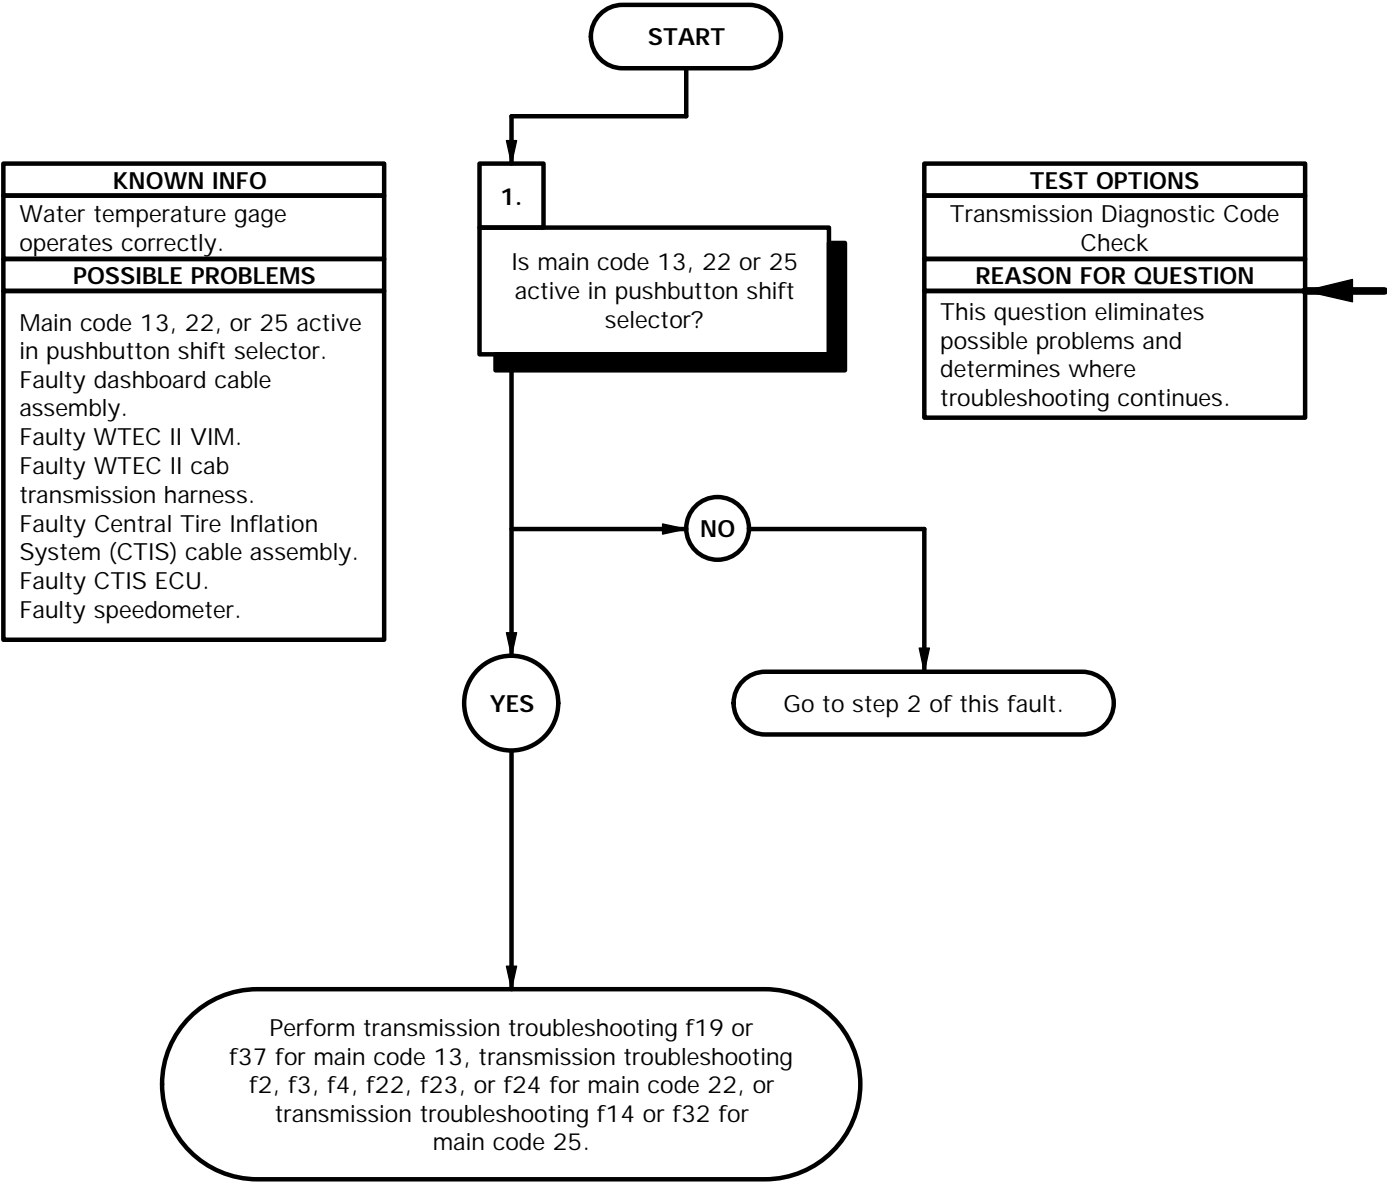 START
KNOWN INFO
Water temperature gage
operates correctly.
POSSIBLE PROBLEMS
Main code 13, 22, or 25 active
in pushbutton shift selector.
Faulty dashboard cable
assembly.
Faulty WTEC II VIM.
Faulty WTEC II cab
transmission harness.
Faulty Central Tire Inflation
System (CTIS) cable assembly.
Faulty CTIS ECU.
Faulty speedometer.
1.
Is main code 13, 22 or 25
active in pushbutton shift
selector?
TEST OPTIONS
Transmission Diagnostic Code
Check
REASON FOR QUESTION
This question eliminates
possible problems and
determines where
troubleshooting continues.
NO
YES
Go to step 2 of this fault.
Perform transmission troubleshooting f19 or
f37 for main code 13, transmission troubleshooting
f2, f3, f4, f22, f23, or f24 for main code 22, or
transmission troubleshooting f14 or f32 for
main code 25.